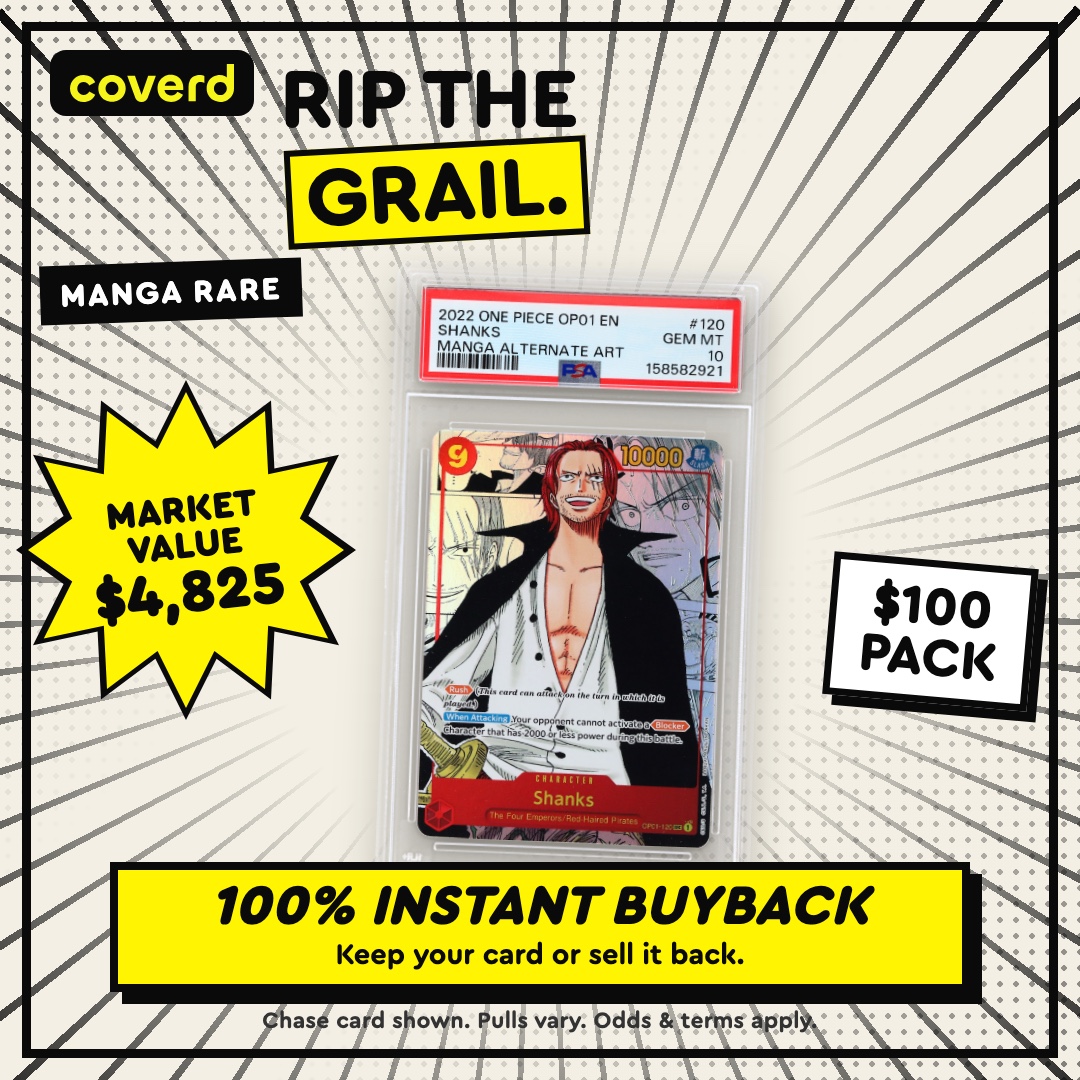 coverd
RIP THE
GRAIL.
MANGA RARE
2022 ONE PIECE OP01 EN
SHANKS
MANGA ALTERNATE ART
#120
GEM MT
10
158582921
PSA
MARKET
VALUE
$4,825
$100
PACK
9
10000
Rush (This card can attack on the turn in which it is
played.)
When Attacking Your opponent cannot activate a Blocker
Character that has 2000 or less power during this battle.
CHARACTER
Shanks
The Four Emperors/Red-Haired Pirates
OP01-120
1
100% INSTANT BUYBACK
Keep your card or sell it back.
Chase card shown. Pulls vary. Odds & terms apply.